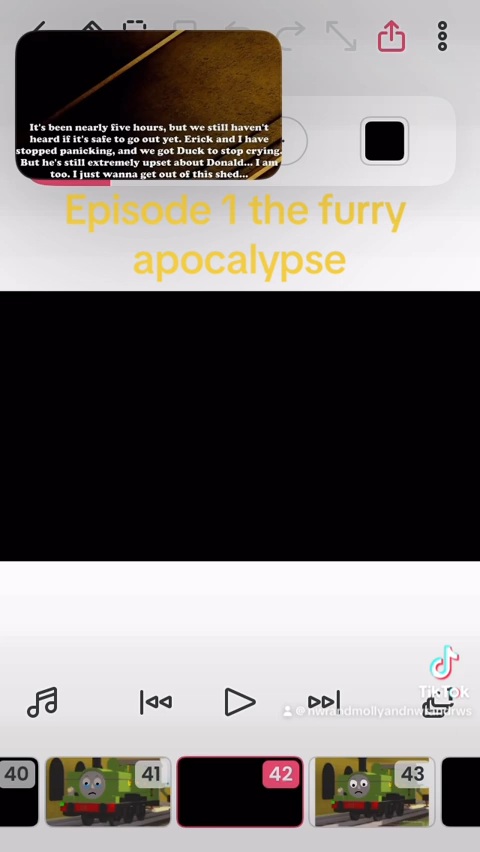 It's been nearly five hours, but we still haven't
heard if it's safe to go out yet. Erick and I have
stopped panicking, and we got Duck to stop crying.
But he's still extremely upset about Donald... I am
too. I just wanna get out of this shed...
Episode 1 the furry
apocalypse
TikTok
@nwrandmollyandnwrandrws
40
41
42
43